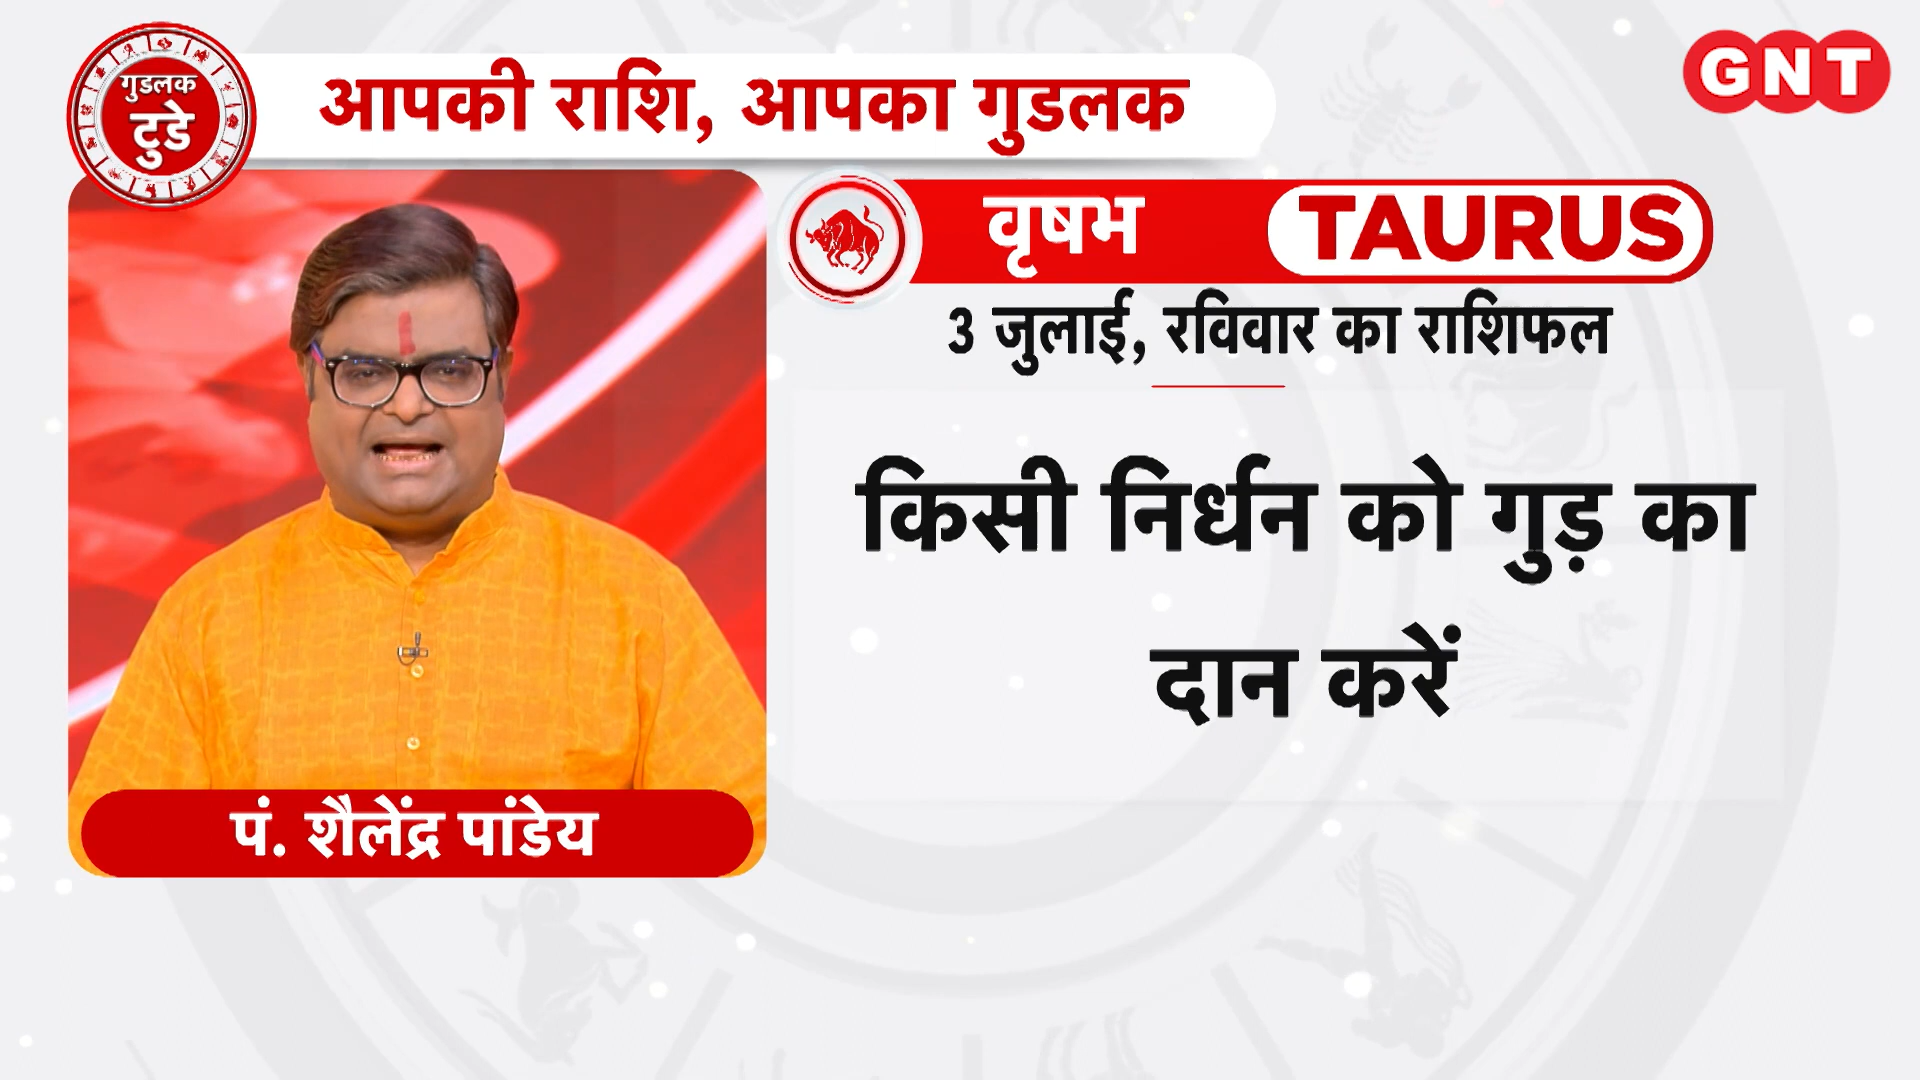 गुडलक
टुडे
आपकी राशि, आपका गुडलक
GNT
वृषभ TAURUS
3 जुलाई, रविवार का राशिफल
किसी निर्धन को गुड़ का
दान करें
पं. शैलेंद्र पांडेय